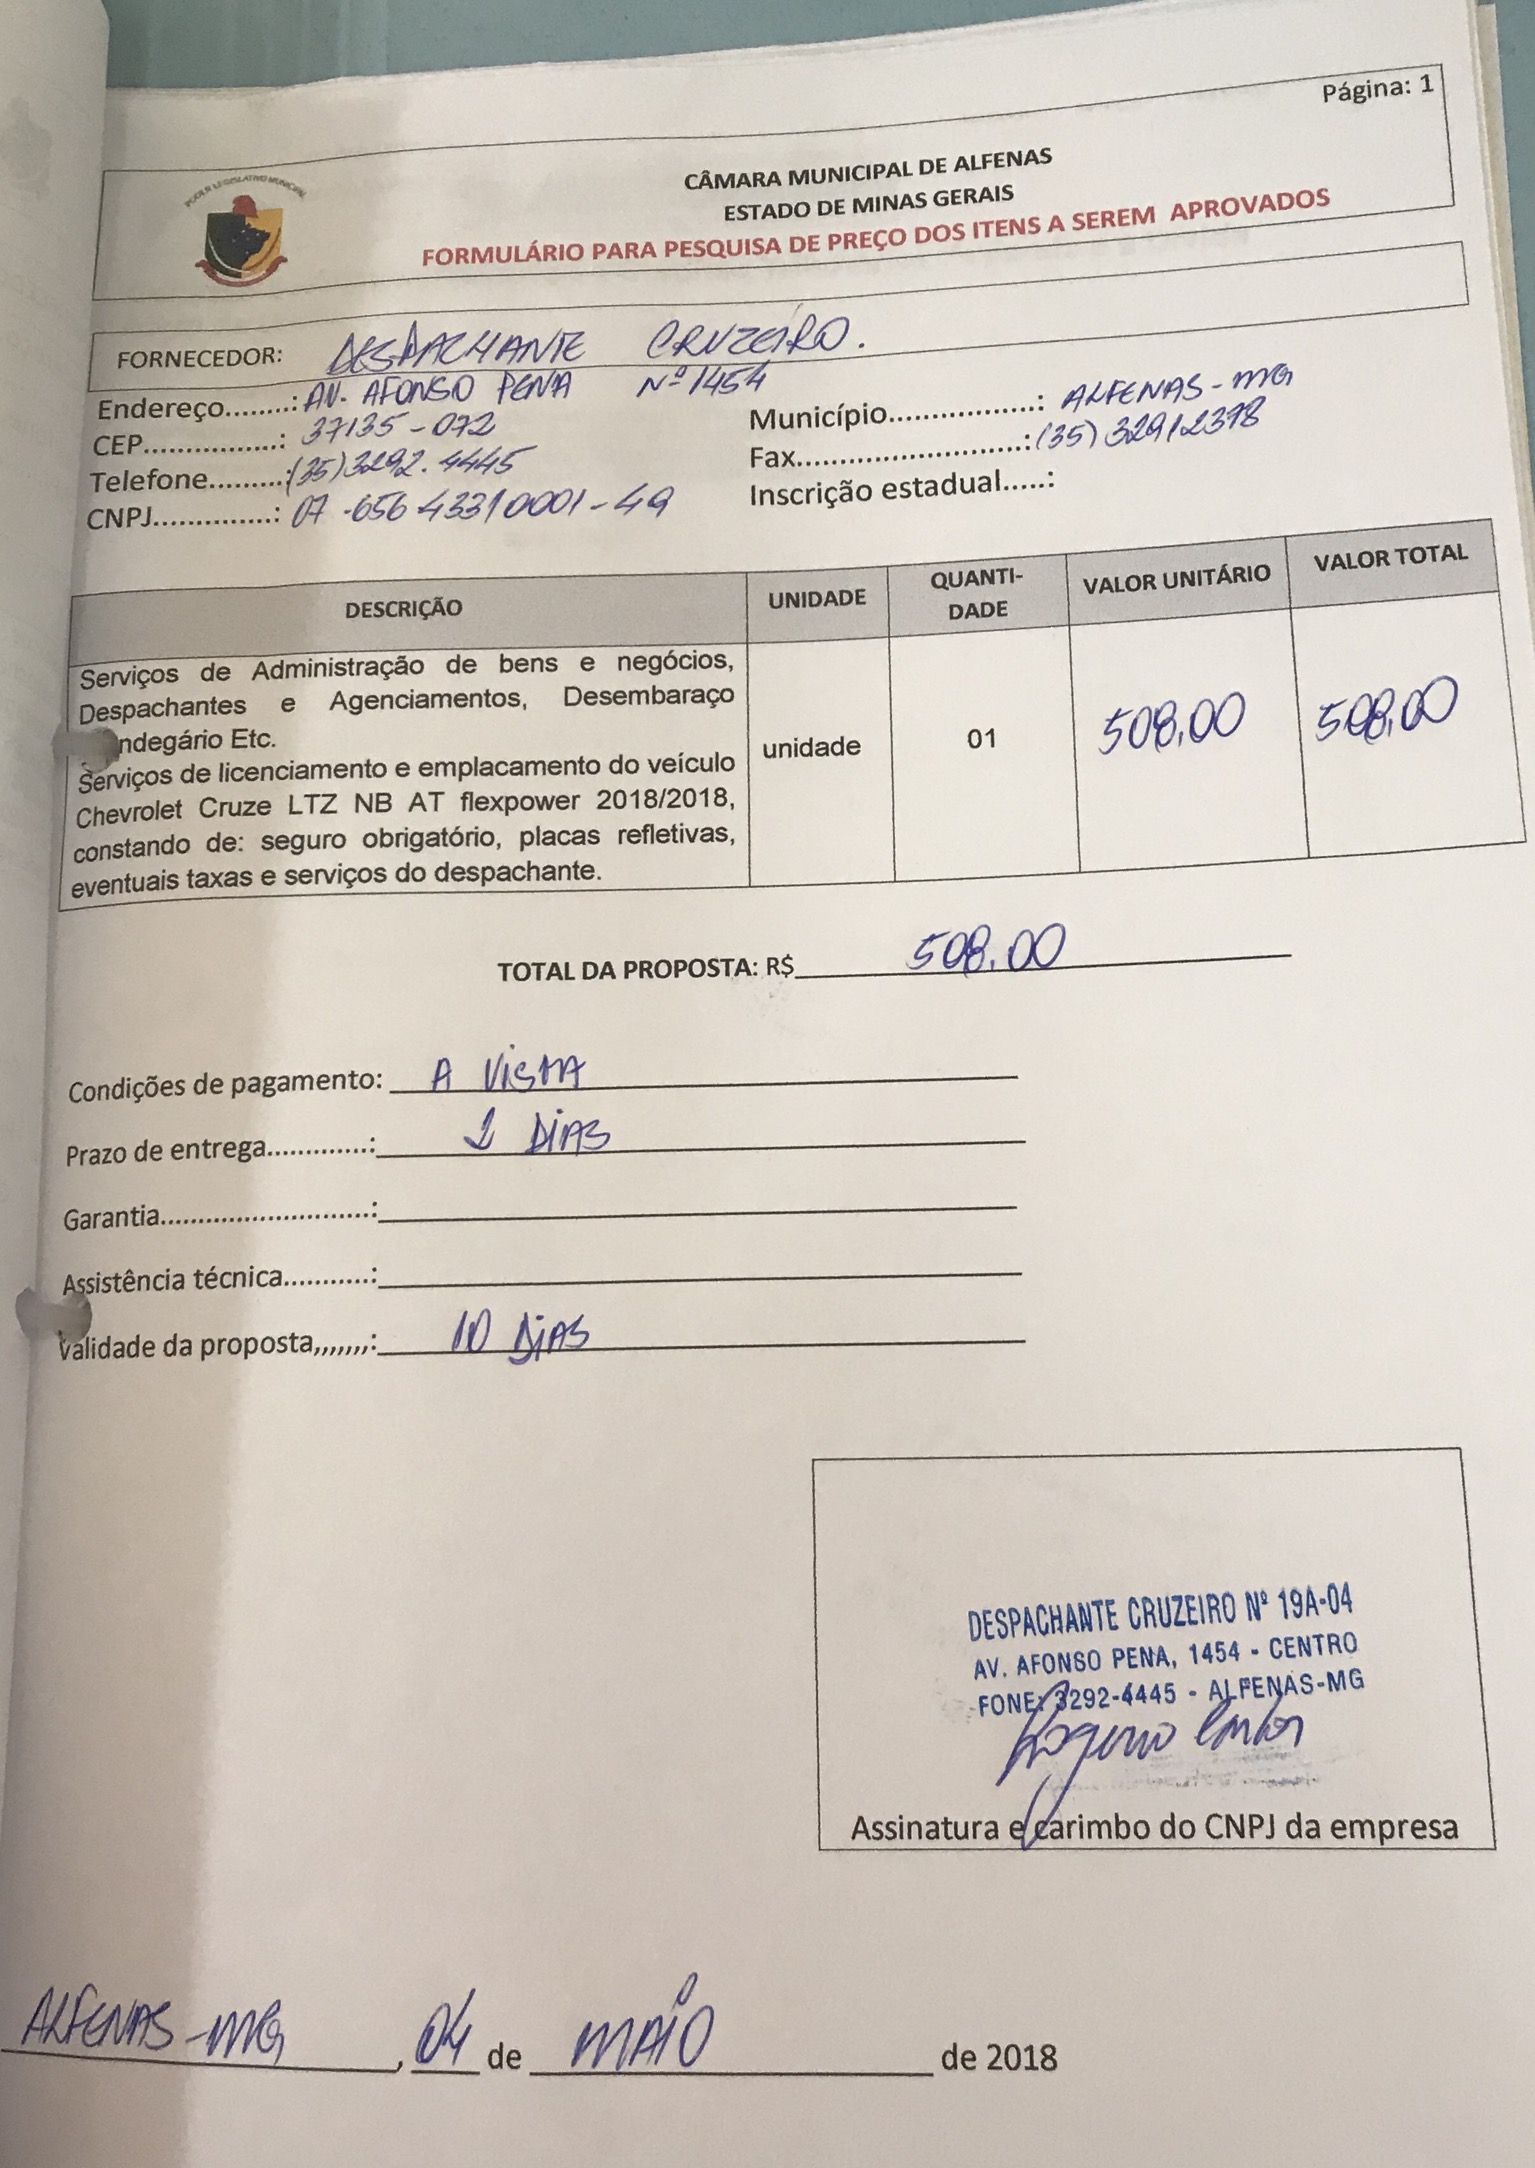 Página: 1
PODER LEGISLATIVO MUNICIPAL
CÂMARA MUNICIPAL DE ALFENAS
ESTADO DE MINAS GERAIS
FORMULÁRIO PARA PESQUISA DE PREÇO DOS ITENS A SEREM APROVADOS
FORNECEDOR: DESPACHANTE CRUZEIRO.
Endereço........: AV. AFONSO PENA Nº 1454
Município.................: ALFENAS-MG
CEP...............: 37135-072
Fax..........................: (35) 32912378
Telefone.........:(35)3292.4445
Inscrição estadual.....:
CNPJ..............: 07.656 433/0001-49
DESCRIÇÃO UNIDADE QUANTI- VALOR UNITÁRIO VALOR TOTAL
DADE
Serviços de Administração de bens e negócios,
Despachantes e Agenciamentos, Desembaraço
ndegário Etc.
Serviços de licenciamento e emplacamento do veículo
Chevrolet Cruze LTZ NB AT flexpower 2018/2018,
constando de: seguro obrigatório, placas refletivas,
eventuais taxas e serviços do despachante.
unidade 01 508,00 508,00
TOTAL DA PROPOSTA: R$ 508,00
Condições de pagamento: A VISTA
Prazo de entrega.............: 2 DIAS
Garantia...........................:
Assistência técnica...........:
Validade da proposta,,,,,,,: 10 DIAS
DESPACHANTE CRUZEIRO Nº 19A-04
AV. AFONSO PENA, 1454 - CENTRO
FONE: 3292-4445 - ALFENAS-MG
Assinatura e carimbo do CNPJ da empresa
ALFENAS-MG, 04 de MAIO de 2018